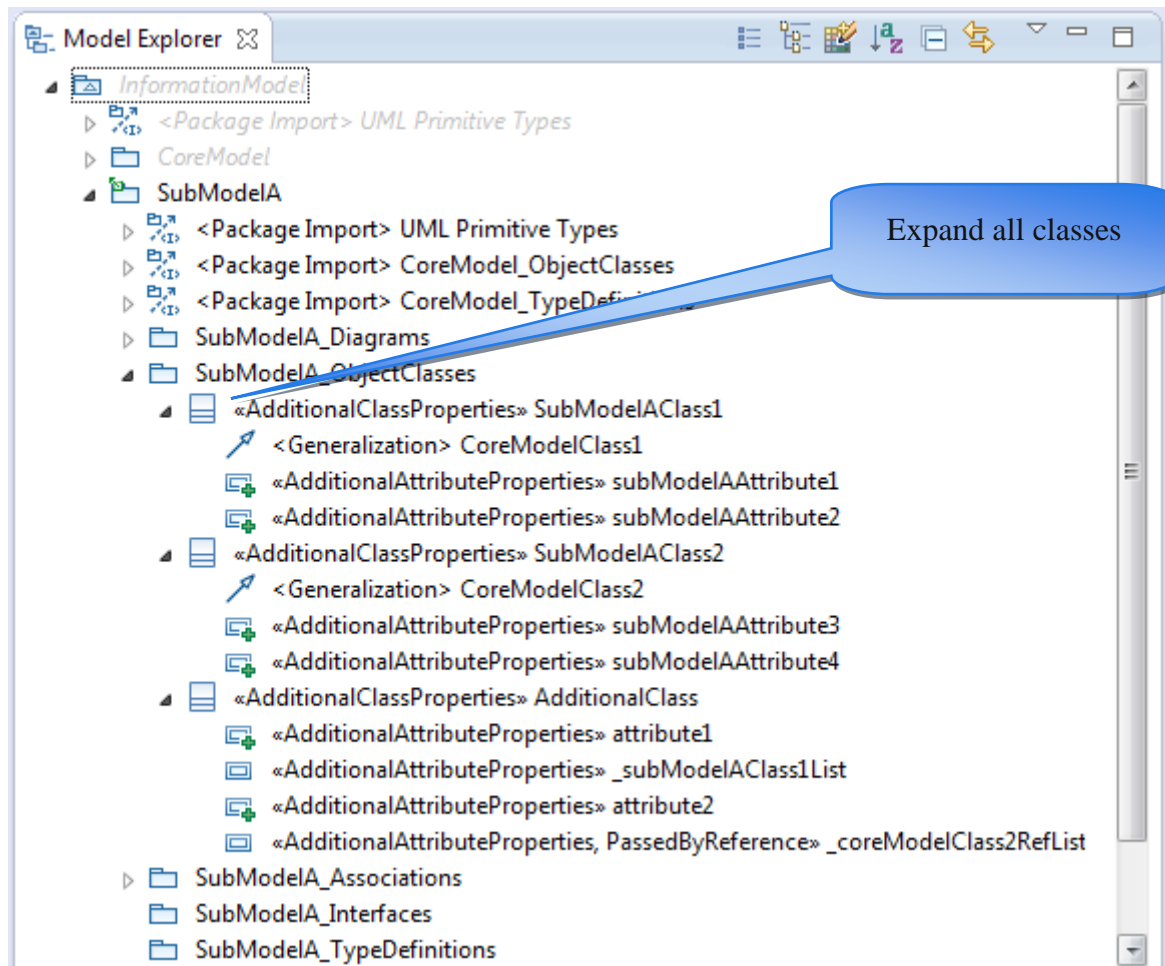 Model Explorer
InformationModel
<Package Import> UML Primitive Types
CoreModel
SubModelA
<Package Import> UML Primitive Types
Expand all classes
<Package Import> CoreModel_ObjectClasses
<Package Import> CoreModel_TypeDefinitions
SubModelA_Diagrams
SubModelA_ObjectClasses
«AdditionalClassProperties» SubModelAClass1
<Generalization> CoreModelClass1
«AdditionalAttributeProperties» subModelAAttribute1
«AdditionalAttributeProperties» subModelAAttribute2
«AdditionalClassProperties» SubModelAClass2
<Generalization> CoreModelClass2
«AdditionalAttributeProperties» subModelAAttribute3
«AdditionalAttributeProperties» subModelAAttribute4
«AdditionalClassProperties» AdditionalClass
«AdditionalAttributeProperties» attribute1
«AdditionalAttributeProperties» _subModelAClass1List
«AdditionalAttributeProperties» attribute2
«AdditionalAttributeProperties, PassedByReference» _coreModelClass2RefList
SubModelA_Associations
SubModelA_Interfaces
SubModelA_TypeDefinitions